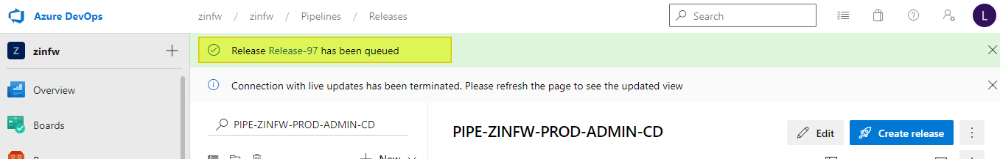 Azure DevOps zinfw / zinfw / Pipelines / Releases Search L
Z zinfw
Release Release-97 has been queued
Overview
Connection with live updates has been terminated. Please refresh the page to see the updated view
Boards
PIPE-ZINFW-PROD-ADMIN-CD
PIPE-ZINFW-PROD-ADMIN-CD Edit Create release
New